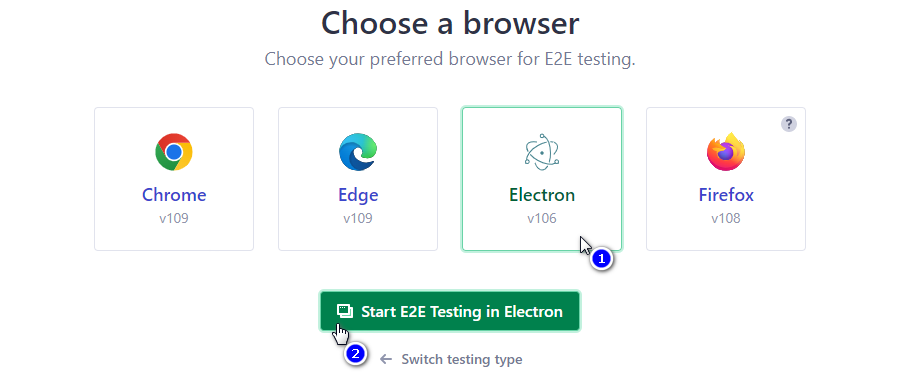 Choose a browser
Choose your preferred browser for E2E testing.
?
Chrome
v109
Edge
v109
Electron
v106
Firefox
v108
1
Start E2E Testing in Electron
2
Switch testing type